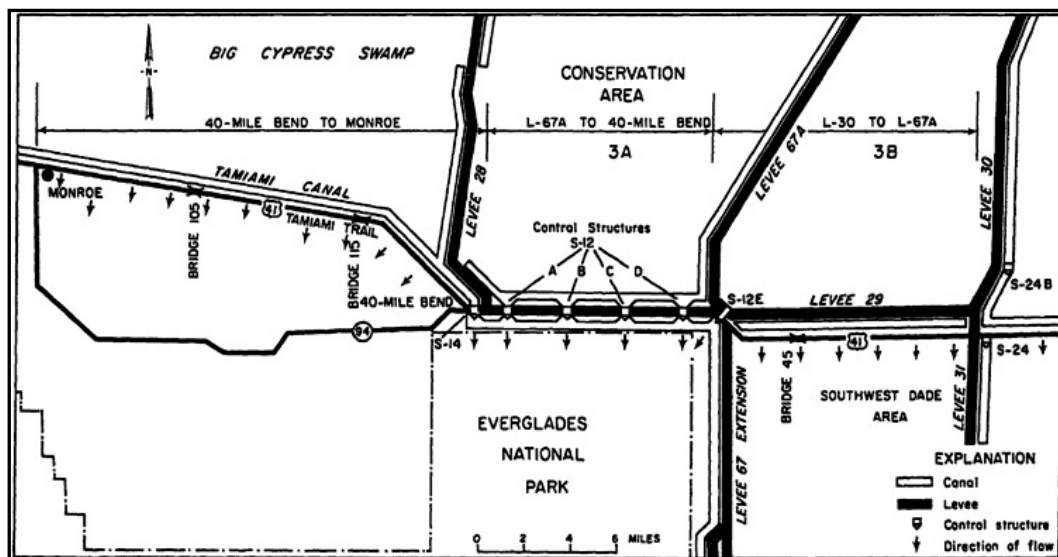 BIG CYPRESS SWAMP
-N-
CONSERVATION
AREA
40-MILE BEND TO MONROE
L-67A TO 40-MILE BEND
L-30 TO L-67A
3A
3B
LEVEE 67A
LEVEE 30
LEVEE 28
TAMIAMI CANAL
MONROE
41
TAMIAMI TRAIL
BRIDGE 105
BRIDGE 115
Control Structures
S-12
A
B
C
D
40-MILE BEND
S-12E
LEVEE 29
S-24B
94
S-14
BRIDGE 45
41
S-24
LEVEE 31
SOUTHWEST DADE
AREA
LEVEE 67 EXTENSION
EVERGLADES
NATIONAL
PARK
0 2 4 6 MILES
EXPLANATION
Canal
Levee
Control structure
Direction of flow